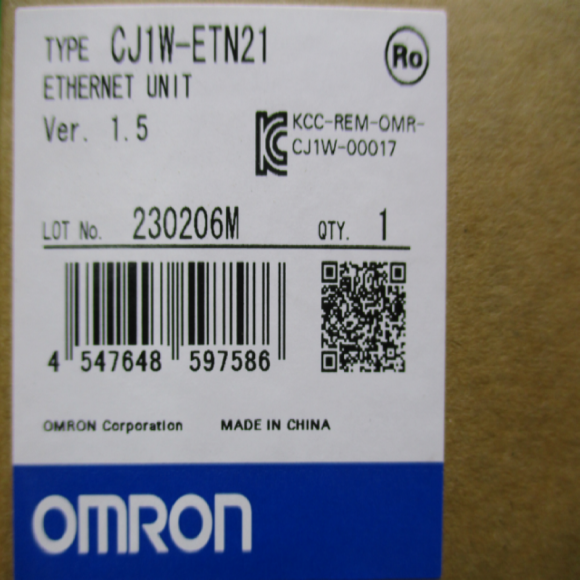 TYPE CJ1W-ETN21
Ro
ETHERNET UNIT
Ver. 1.5
KCC-REM-OMR-
CJ1W-00017
LOT No. 230206M QTY. 1
4 547648 597586
OMRON Corporation MADE IN CHINA
OMRON